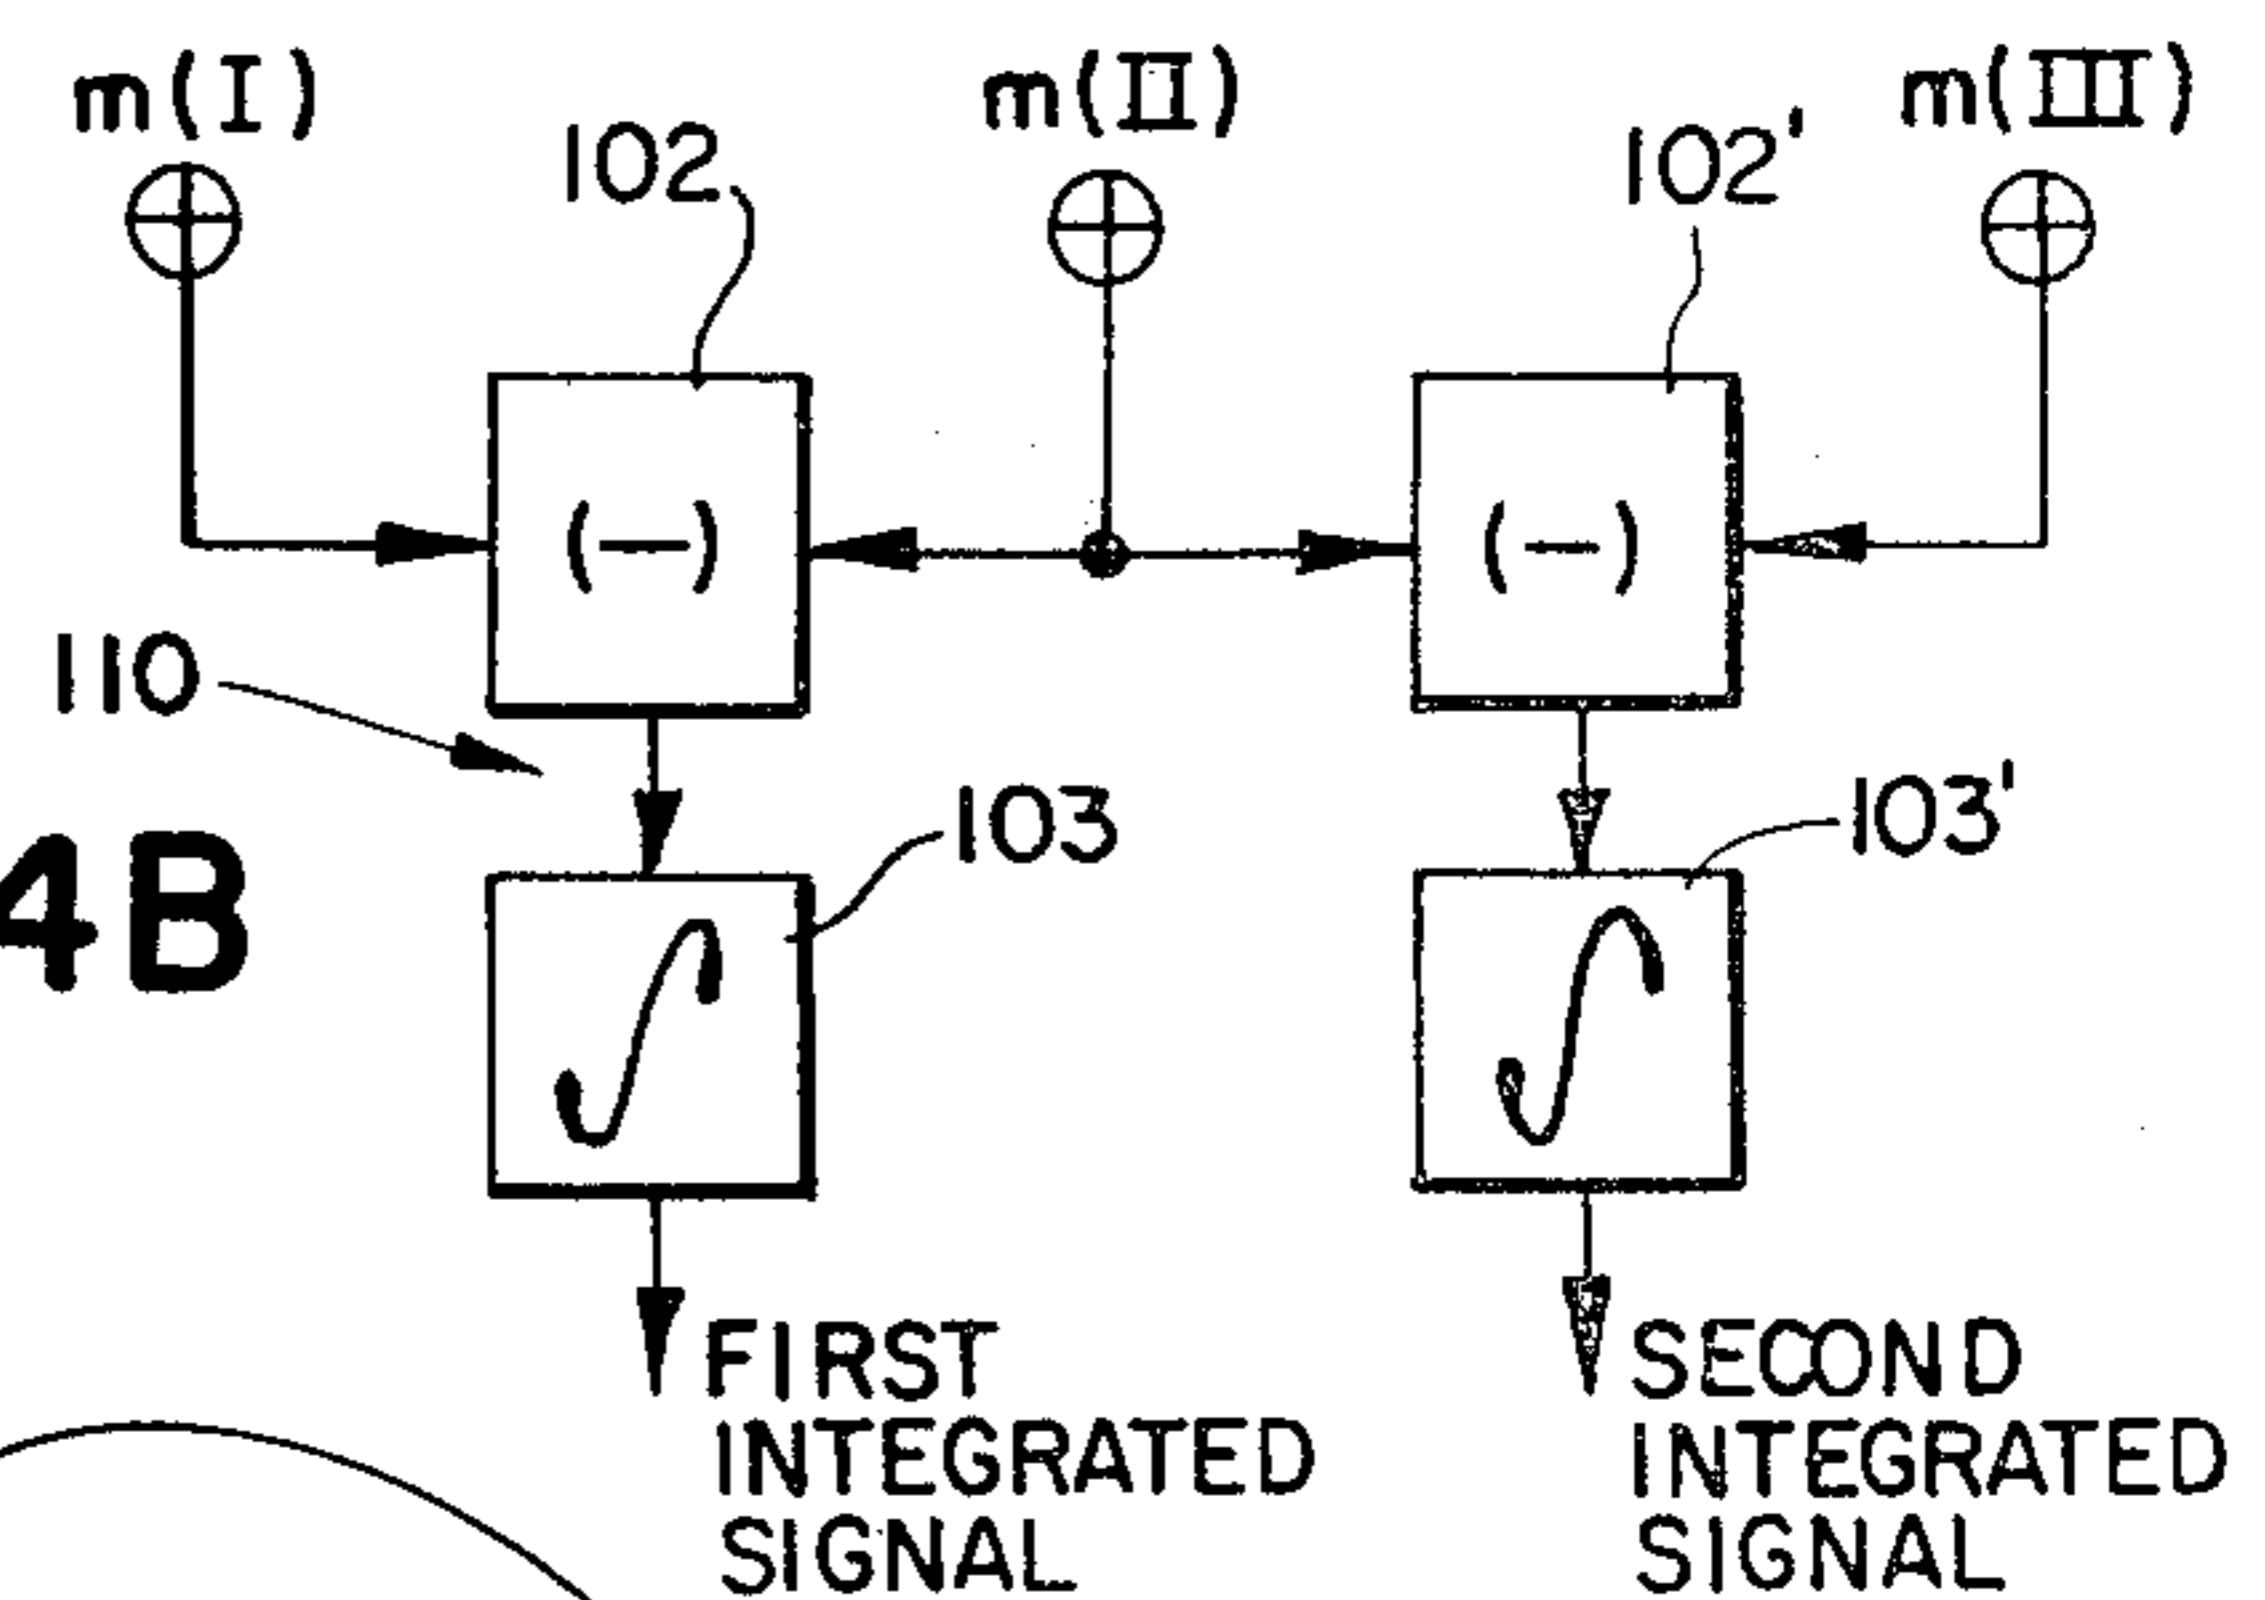 m(I)
m(II)
m(III)
102
102'
(—)
(—)
110
103
103'
4B
∫
∫
FIRST
INTEGRATED
SIGNAL
SECOND
INTEGRATED
SIGNAL